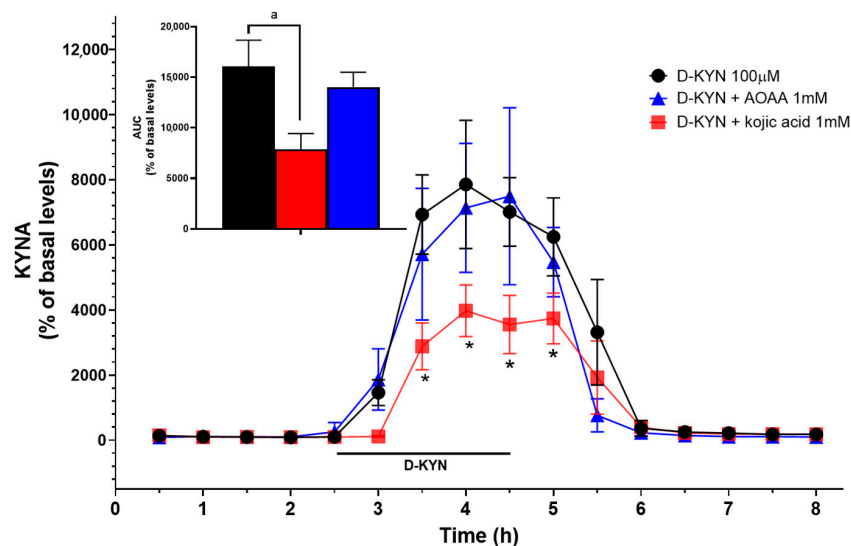 a
20,000
15,000
10,000
5000
0
AUC
(% of basal levels)
12,000
10,000
8000
6000
4000
2000
0
KYNA
(% of basal levels)
D-KYN 100µM
D-KYN + AOAA 1mM
D-KYN + kojic acid 1mM
* * * *
D-KYN
0 1 2 3 4 5 6 7 8
Time (h)